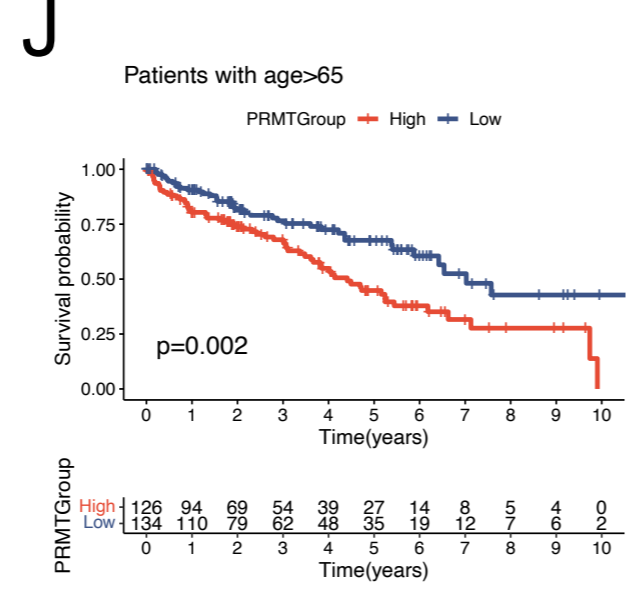 J
Patients with age>65
PRMTGroup High Low
Survival probability
1.00
0.75
0.50
0.25
0.00
p=0.002
0 1 2 3 4 5 6 7 8 9 10
Time(years)
PRMTGroup
High 126 94 69 54 39 27 14 8 5 4 0
Low 134 110 79 62 48 35 19 12 7 6 2
0 1 2 3 4 5 6 7 8 9 10
Time(years)